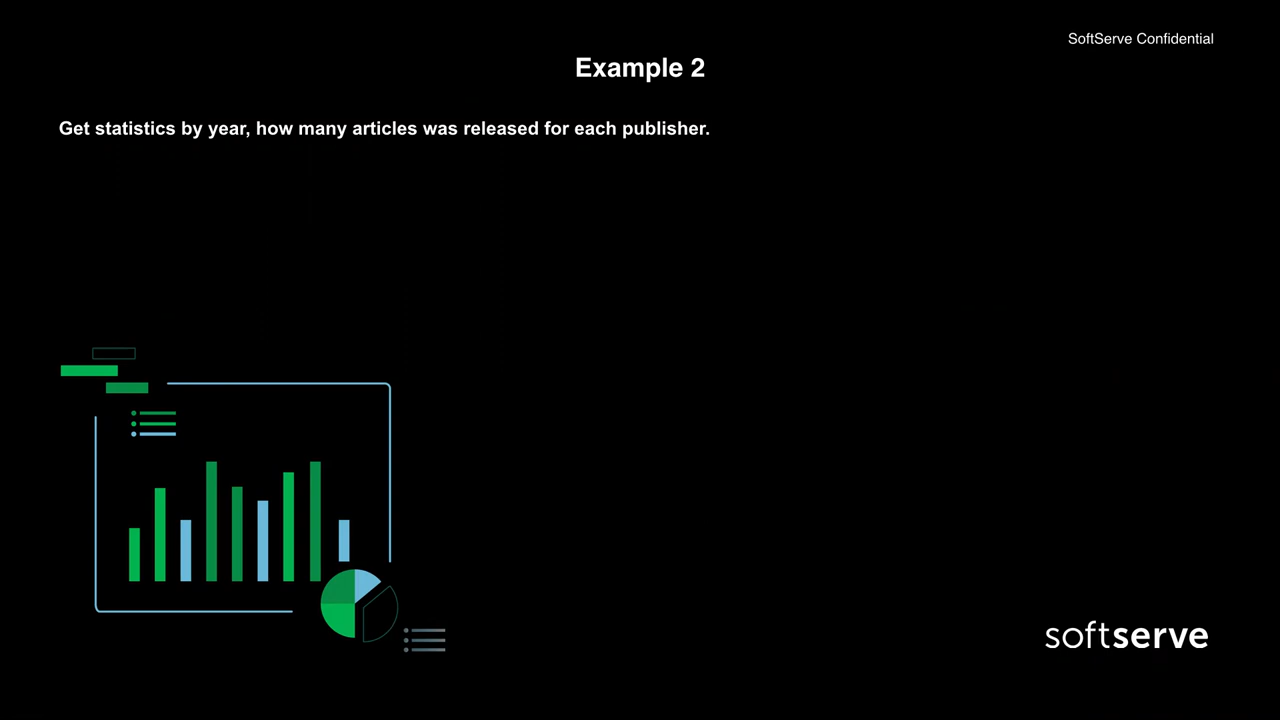 SoftServe Confidential
Example 2
Get statistics by year, how many articles was released for each publisher.
softserve